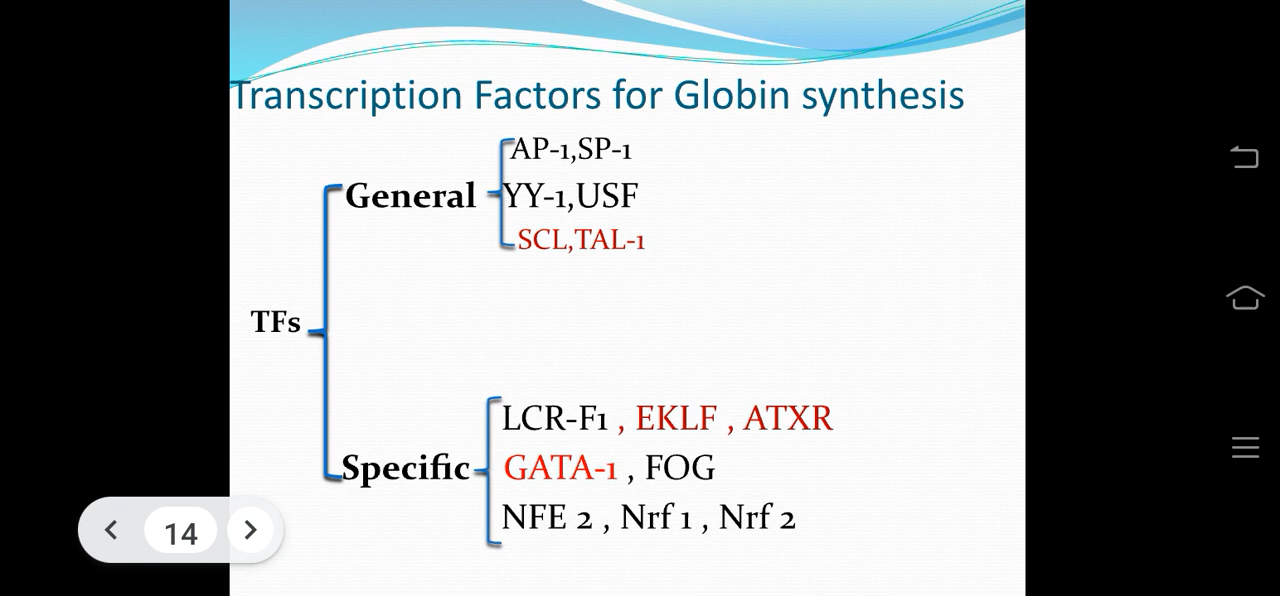 Transcription Factors for Globin synthesis
AP-1,SP-1
General YY-1,USF
SCL,TAL-1
TFs
LCR-F1 , EKLF , ATXR
GATA-1 , FOG
Specific
NFE 2 , Nrf 1 , Nrf 2
14